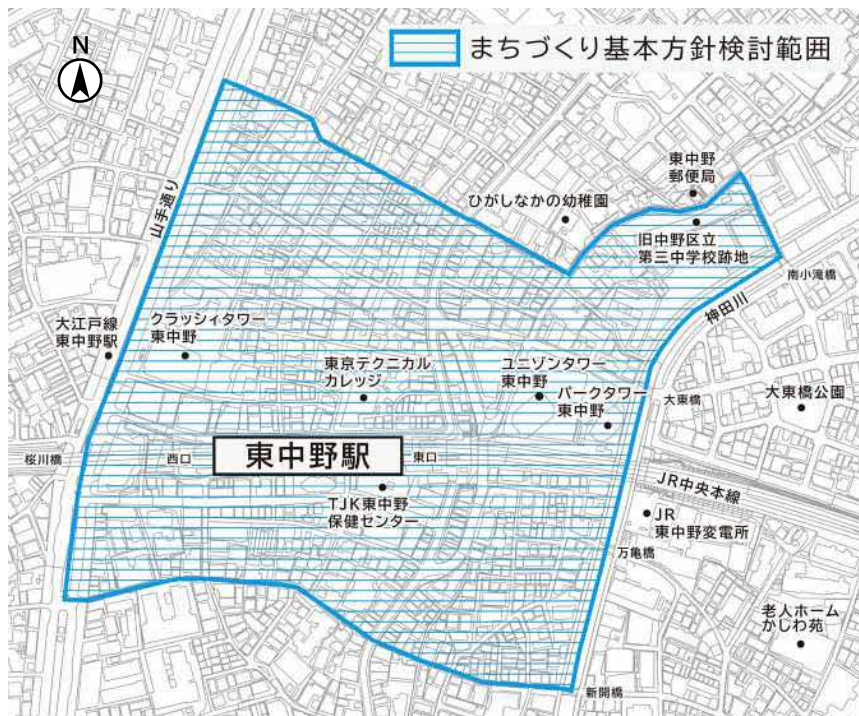 N
まちづくり基本方針検討範囲
山手通り
東中野
郵便局
ひがしなかの幼稚園
旧中野区立
第三中学校跡地
南小滝橋
神田川
大江戸線
東中野駅
クラッシィタワー
東中野
東京テクニカル
カレッジ
ユニゾンタワー
東中野
パークタワー
東中野
大東橋
大東橋公園
桜川橋
西口
東中野駅
東口
JR中央本線
TJK東中野
保健センター
JR
東中野変電所
万亀橋
老人ホーム
かじわ苑
新開橋